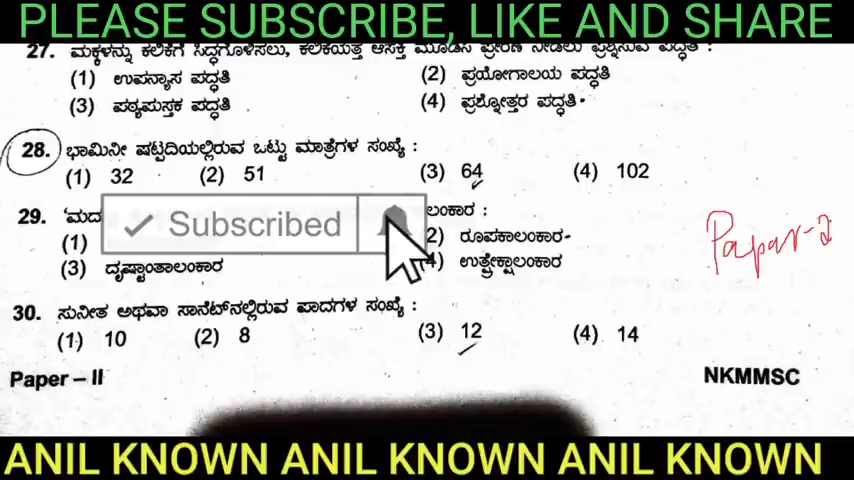 PLEASE SUBSCRIBE, LIKE AND SHARE
27. ಮಕ್ಕಳನ್ನು ಕಲಿಕೆಗೆ ಸಿದ್ಧಗೊಳಿಸಲು, ಕಲಿಕೆಯತ್ತ ಆಸಕ್ತಿ ಮೂಡಿಸಿ ಪ್ರೇರಣೆ ನೀಡಲು ಪ್ರಶ್ನಿಸುವ ಪದ್ಧತಿ :
(1) ಉಪನ್ಯಾಸ ಪದ್ಧತಿ (2) ಪ್ರಯೋಗಾಲಯ ಪದ್ಧತಿ
(3) ಪಠ್ಯಪುಸ್ತಕ ಪದ್ಧತಿ (4) ಪ್ರಶ್ನೋತ್ತರ ಪದ್ಧತಿ
28. ಭಾಮಿನೀ ಷಟ್ಪದಿಯಲ್ಲಿರುವ ಒಟ್ಟು ಮಾತ್ರೆಗಳ ಸಂಖ್ಯೆ :
(1) 32 (2) 51 (3) 64 (4) 102
29. 'ಮದ ಲಂಕಾರ :
Subscribed
(1) 2) ರೂಪಕಾಲಂಕಾರ
(3) ದೃಷ್ಟಾಂತಾಲಂಕಾರ 4) ಉತ್ಪ್ರೇಕ್ಷಾಲಂಕಾರ
Papar-2
30. ಸುನೀತ ಅಥವಾ ಸಾನೆಟ್‌ನಲ್ಲಿರುವ ಪಾದಗಳ ಸಂಖ್ಯೆ :
(1) 10 (2) 8 (3) 12 (4) 14
Paper – II NKMMSC
ANIL KNOWN ANIL KNOWN ANIL KNOWN